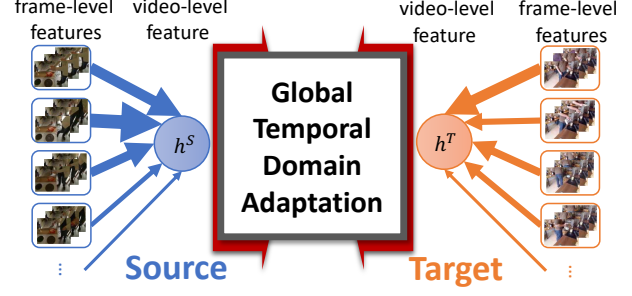 frame-level
features
video-level
feature
video-level
feature
frame-level
features
h^S
Global
Temporal
Domain
Adaptation
h^T
...
Source
Target
...